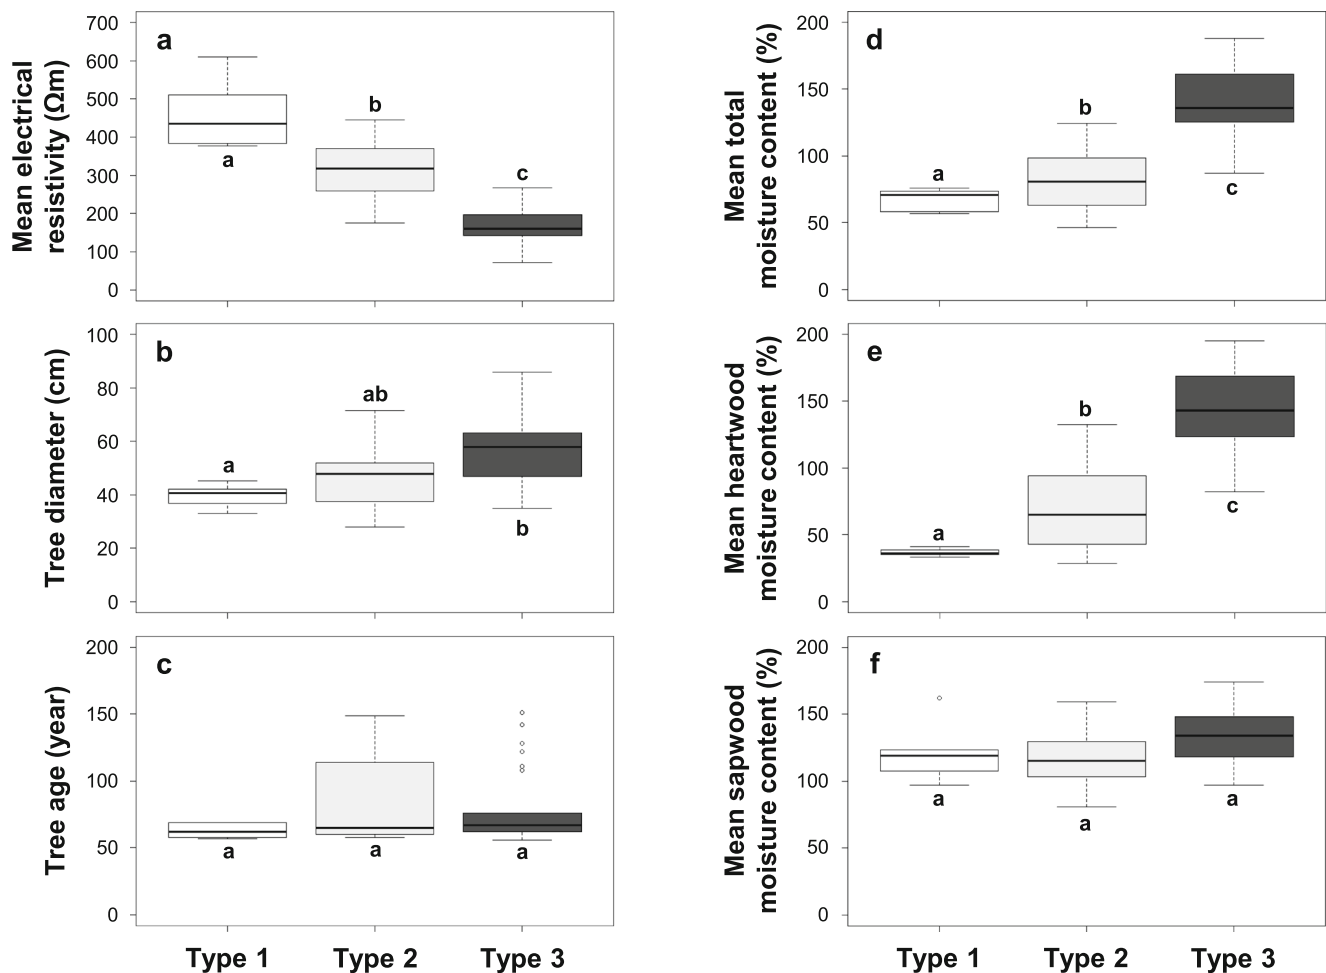 Mean electrical
resistivity (Ωm)
700
600
500
400
300
200
100
0
a
a
b
c
Tree diameter (cm)
100
80
60
40
20
0
b
a
ab
b
Tree age (year)
200
150
100
50
0
c
a
a
a
Type 1
Type 2
Type 3
Mean total
moisture content (%)
200
150
100
50
0
d
a
b
c
Mean heartwood
moisture content (%)
200
150
100
50
0
e
a
b
c
Mean sapwood
moisture content (%)
200
150
100
50
0
f
a
a
a
Type 1
Type 2
Type 3